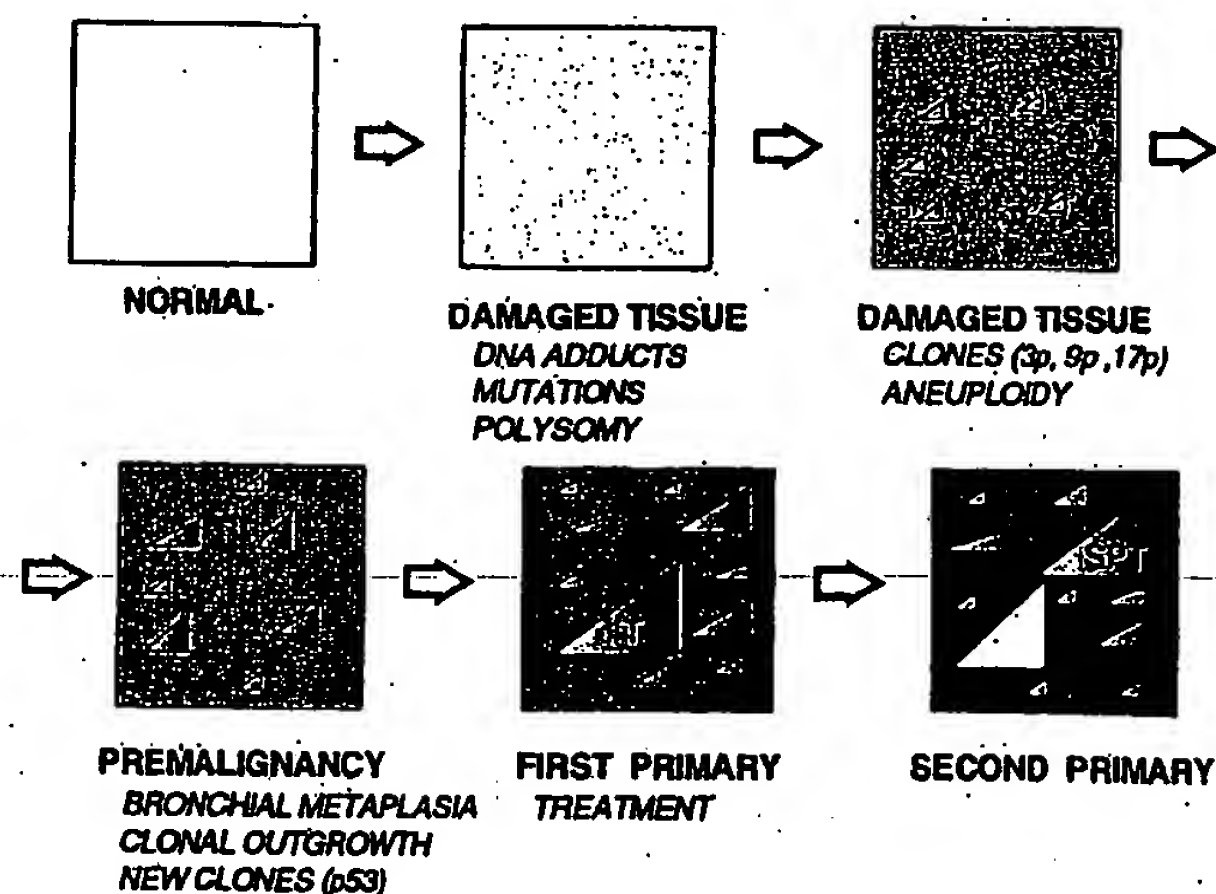 NORMAL
DAMAGED TISSUE
DNA ADDUCTS
MUTATIONS
POLYSOMY
DAMAGED TISSUE
CLONES (3p, 9p ,17p)
ANEUPLOIDY
SPT
PREMALIGNANCY
BRONCHIAL METAPLASIA
CLONAL OUTGROWTH
NEW CLONES (p53)
FIRST PRIMARY
TREATMENT
SECOND PRIMARY